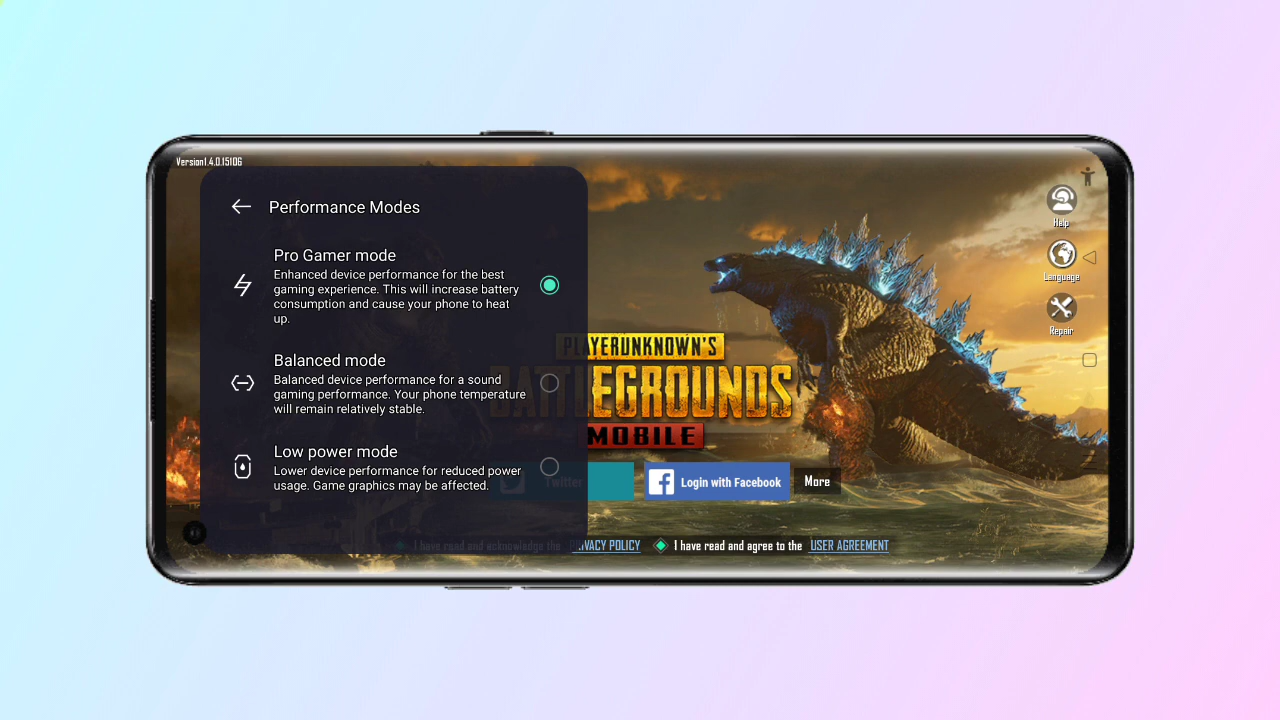 Version1.4.0.15106
Performance Modes
Pro Gamer mode
Enhanced device performance for the best
gaming experience. This will increase battery
consumption and cause your phone to heat
up.
Balanced mode
Balanced device performance for a sound
gaming performance. Your phone temperature
will remain relatively stable.
Low power mode
Lower device performance for reduced power
usage. Game graphics may be affected.
PLAYERUNKNOWN'S
BATTLEGROUNDS
MOBILE
Twitter
Login with Facebook
More
I have read and acknowledge the PRIVACY POLICY
I have read and agree to the USER AGREEMENT
Help
Language
Repair